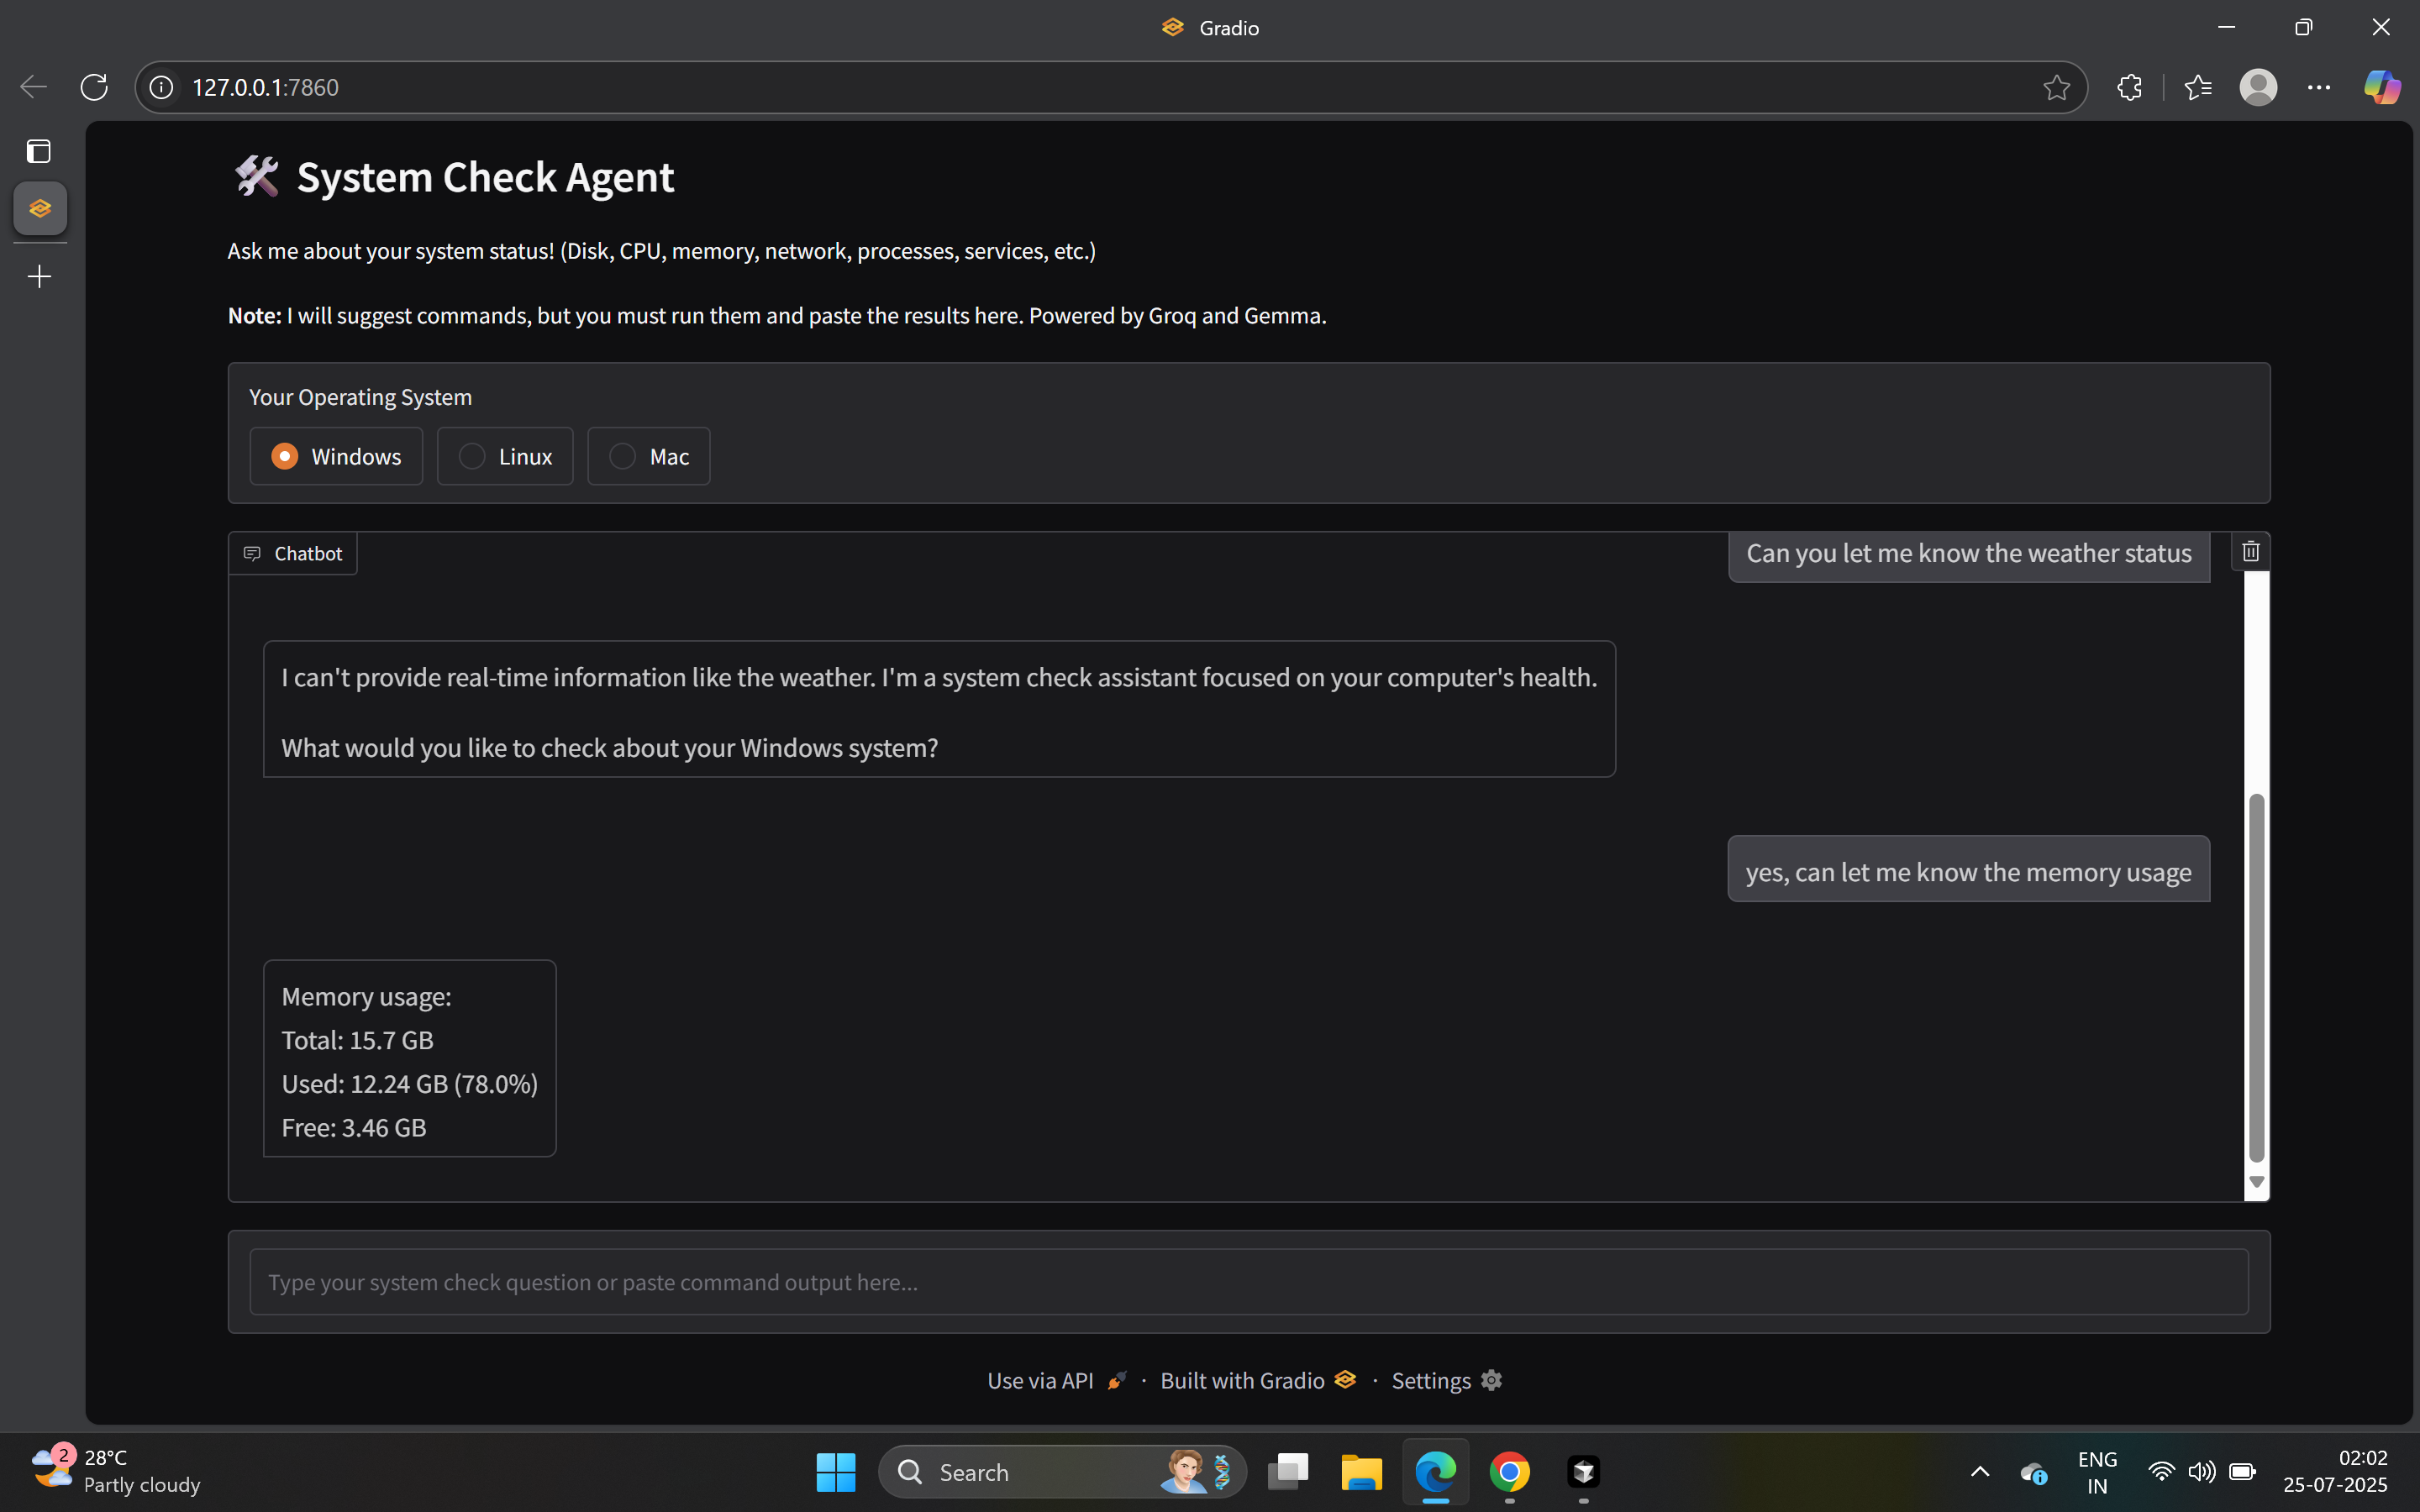 Gradio
127.0.0.1:7860
🛠️ System Check Agent
Ask me about your system status! (Disk, CPU, memory, network, processes, services, etc.)
Note: I will suggest commands, but you must run them and paste the results here. Powered by Groq and Gemma.
Your Operating System
Windows
Linux
Mac
Chatbot
Can you let me know the weather status
I can't provide real-time information like the weather. I'm a system check assistant focused on your computer's health.
What would you like to check about your Windows system?
yes, can let me know the memory usage
Memory usage:
Total: 15.7 GB
Used: 12.24 GB (78.0%)
Free: 3.46 GB
Type your system check question or paste command output here...
Use via API · Built with Gradio · Settings
2
28°C
Partly cloudy
Search
ENG
IN
02:02
25-07-2025